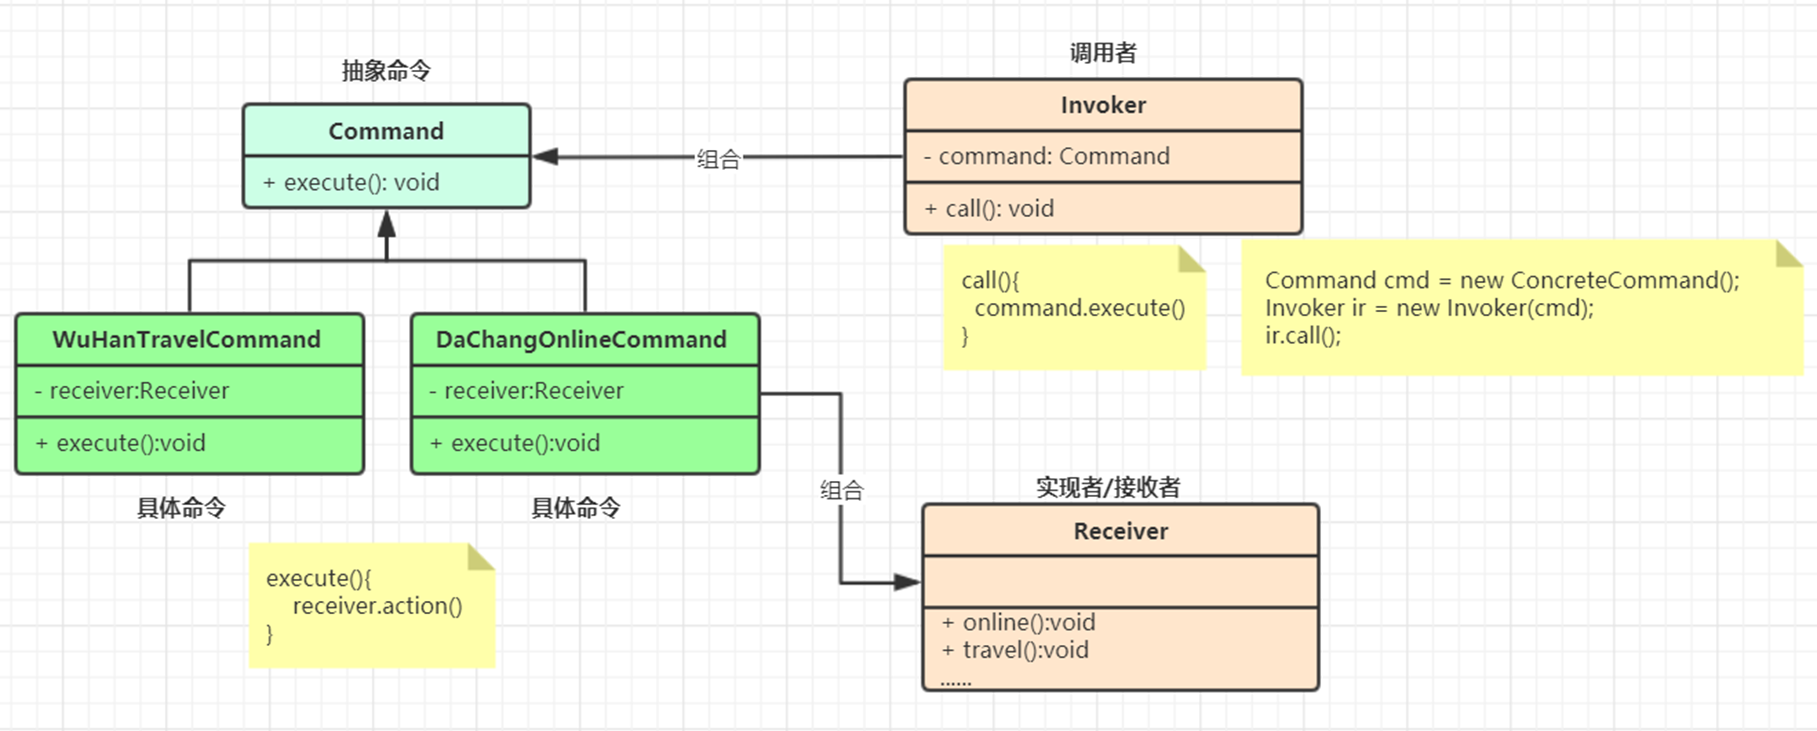 抽象命令
Command
+ execute(): void
组合
调用者
Invoker
- command: Command
+ call(): void
call(){
command.execute()
}
Command cmd = new ConcreteCommand();
Invoker ir = new Invoker(cmd);
ir.call();
WuHanTravelCommand
- receiver:Receiver
+ execute():void
具体命令
DaChangOnlineCommand
- receiver:Receiver
+ execute():void
具体命令
execute(){
receiver.action()
}
组合
实现者/接收者
Receiver
+ online():void
+ travel():void
......